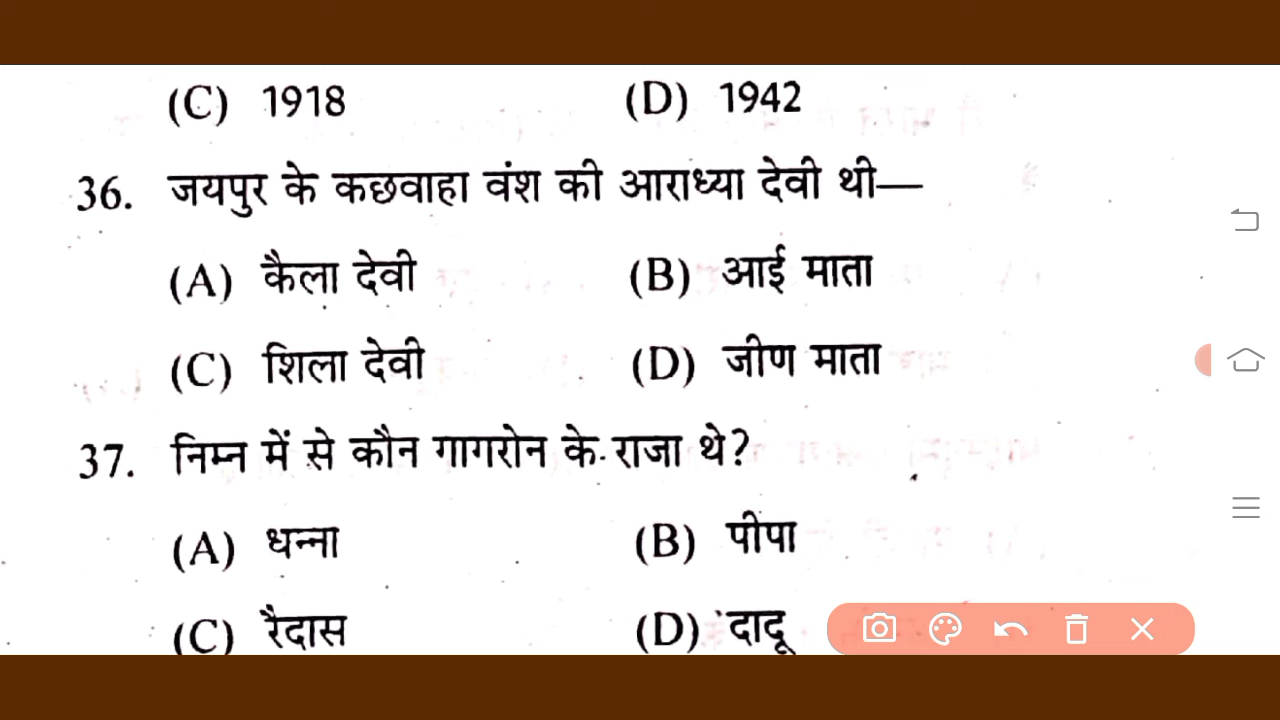 (C) 1918 (D) 1942
36. जयपुर के कछवाहा वंश की आराध्या देवी थी—
(A) कैला देवी (B) आई माता
(C) शिला देवी (D) जीण माता
37. निम्न में से कौन गागरोन के राजा थे?
(A) धन्ना (B) पीपा
(C) रैदास (D) दादू